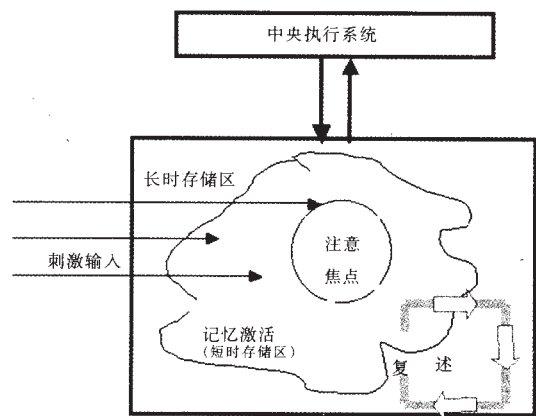 中央执行系统
长时存储区
注意
焦点
刺激输入
记忆激活
(短时存储区)
复 述